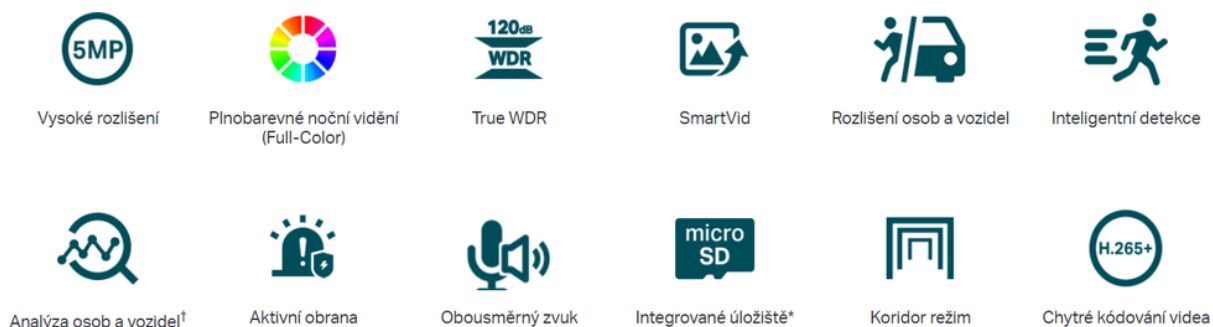 5MP
120dB
WDR
Vysoké rozlišení
Plnobarevné noční vidění
(Full-Color)
True WDR
SmartVid
Rozlišení osob a vozidel
Inteligentní detekce
micro
SD
H.265+
Analýza osob a vozidel†
Aktivní obrana
Obousměrný zvuk
Integrované úložiště*
Koridor režim
Chytré kódování videa